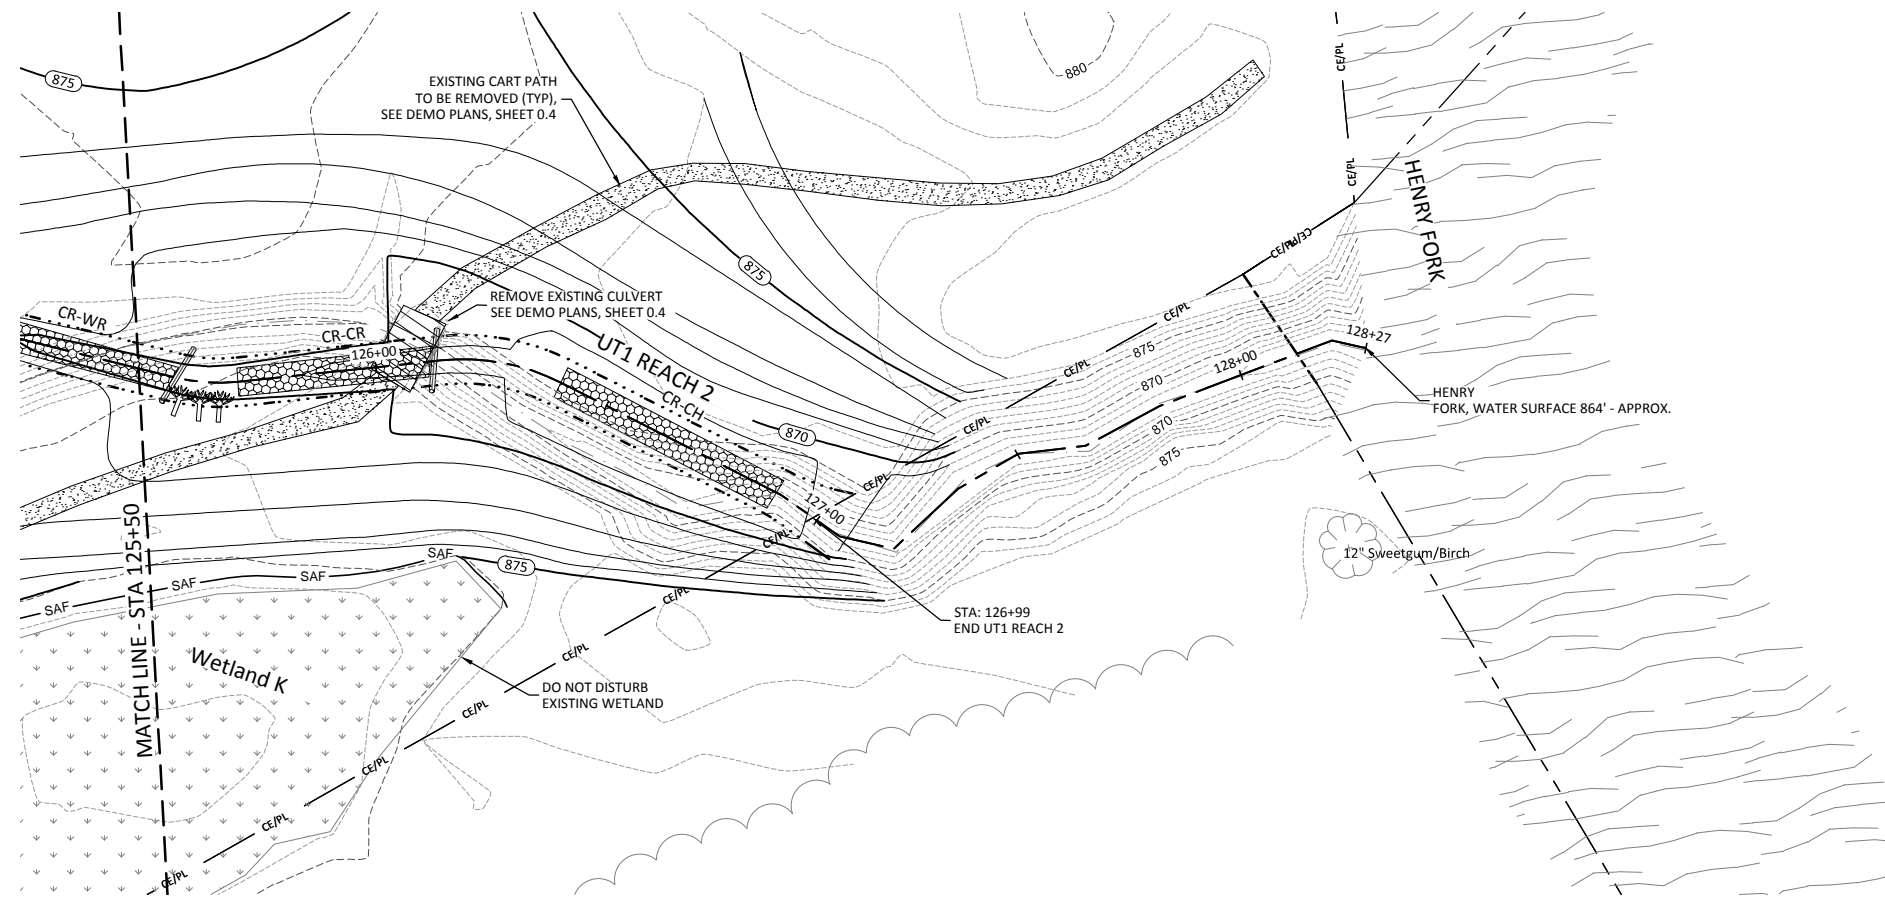 875
EXISTING CART PATH
TO BE REMOVED (TYP),
SEE DEMO PLANS, SHEET 0.4
880
CE/PL
CE/PL
HENRY FORK
CE/PL
CE/PL
875
REMOVE EXISTING CULVERT
SEE DEMO PLANS, SHEET 0.4
CR-WR
CR-CR
126+00
UT1 REACH 2
CR-CH
CE/PL
875
CE/PL
870
128+00
128+27
HENRY
FORK, WATER SURFACE 864' - APPROX.
870
CE/PL
870
875
CE/PL
127+00
CE/PL
MATCH LINE - STA 125+50
SAF
SAF
SAF
SAF
875
12" Sweetgum/Birch
CE/PL
STA: 126+99
END UT1 REACH 2
Wetland K
CE/PL
DO NOT DISTURB
EXISTING WETLAND
CE/PL
CE/PL
CE/PL
CE/PL